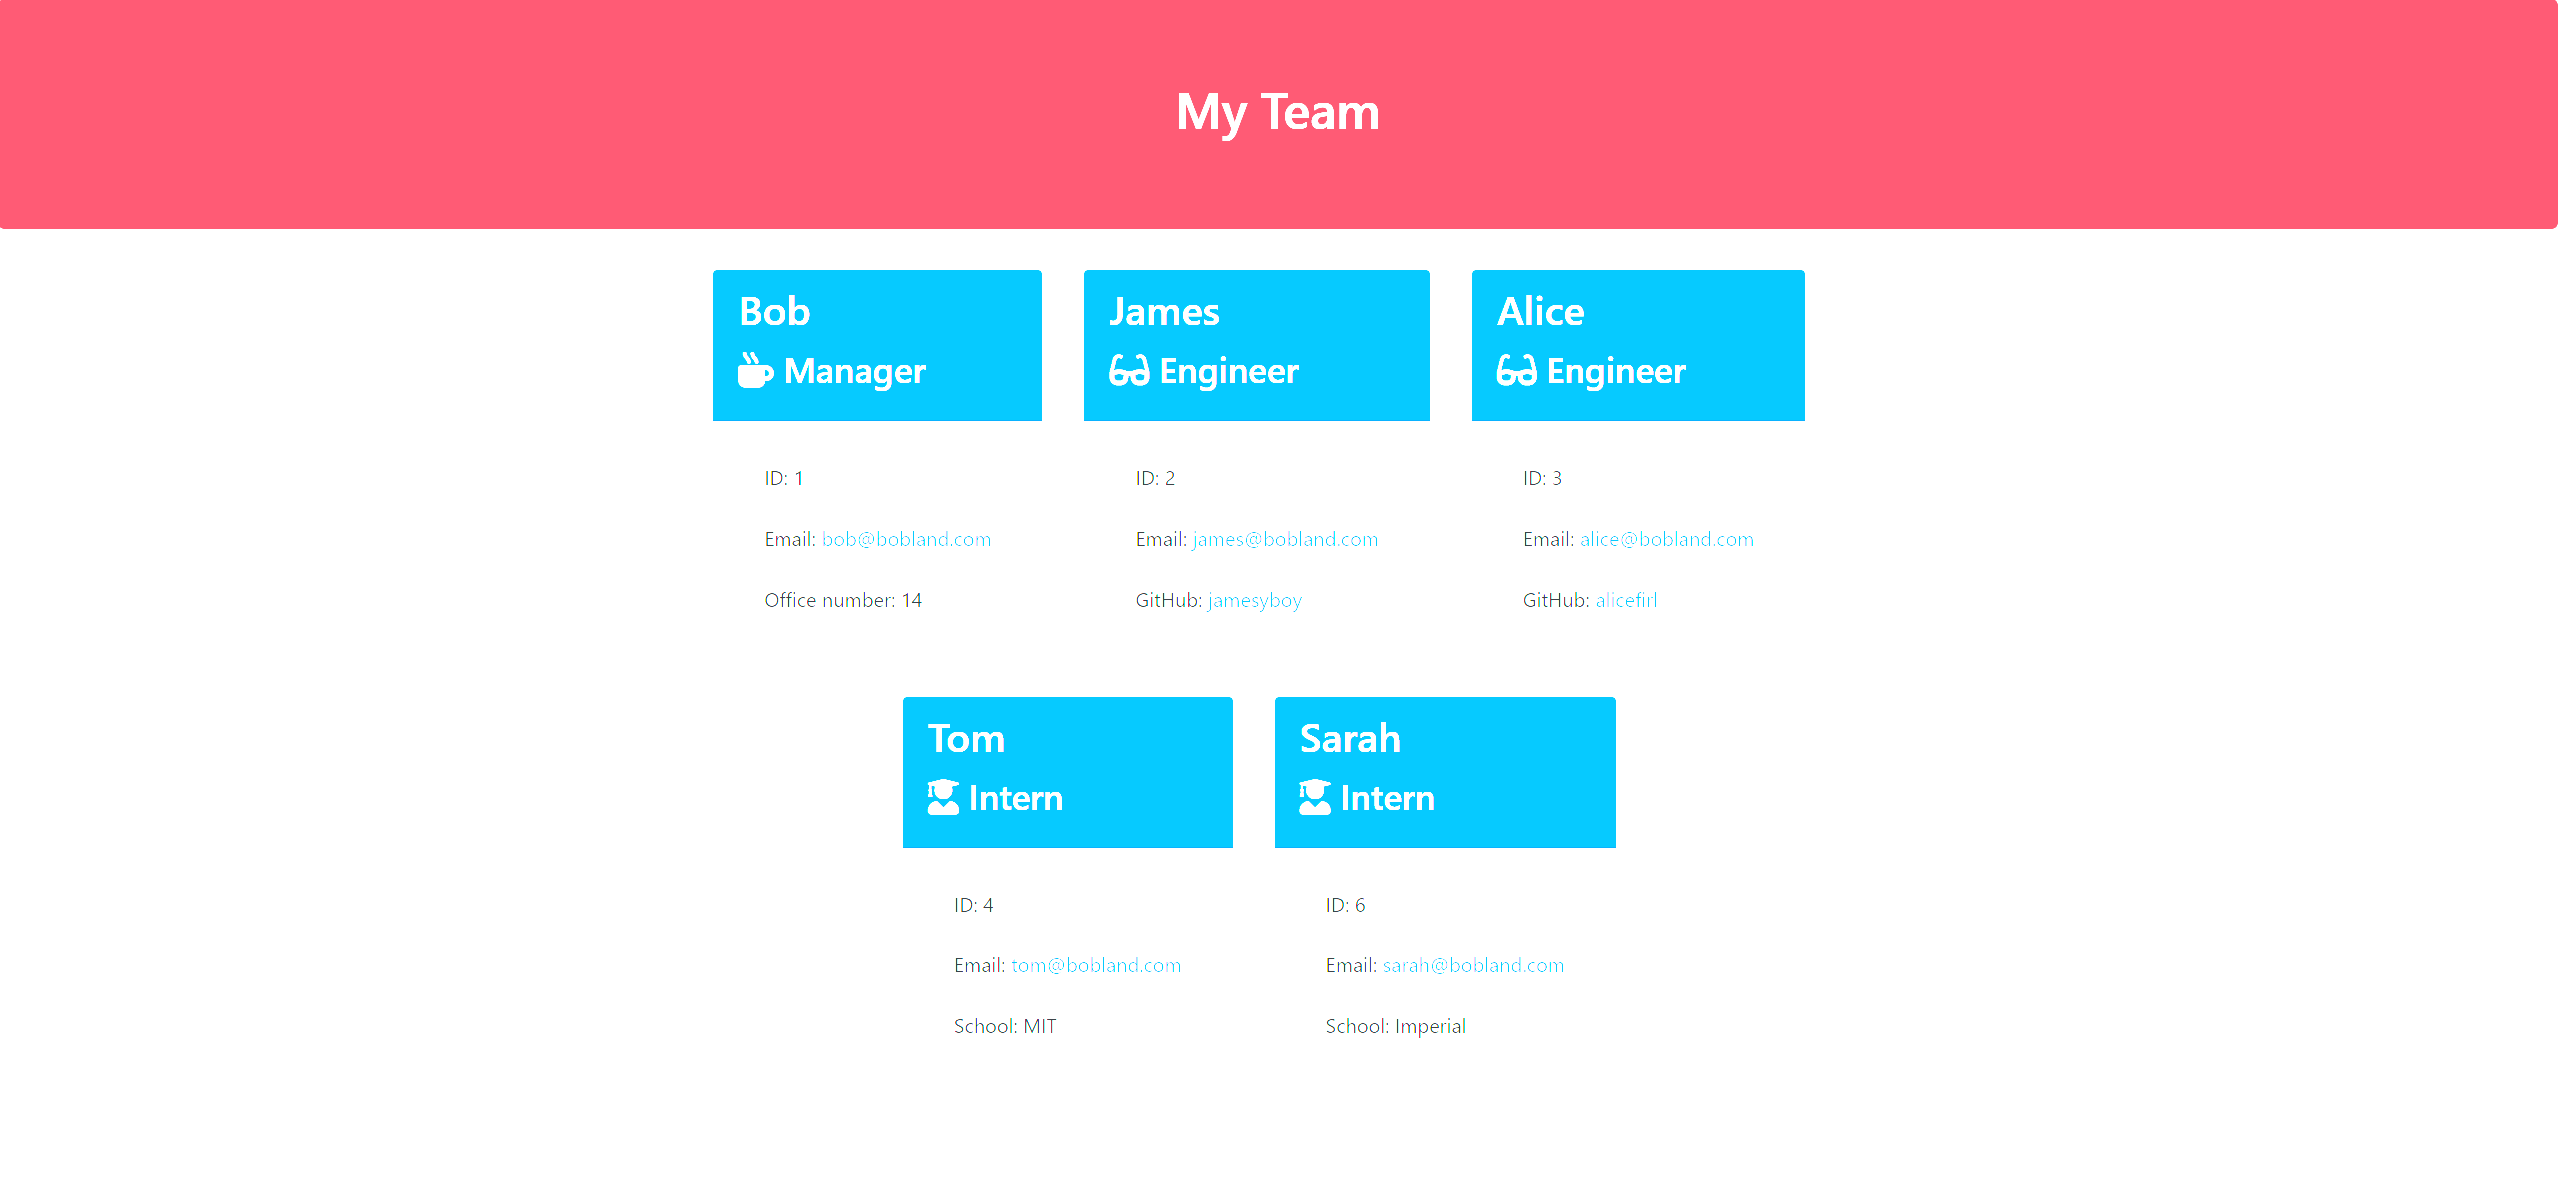 My Team
Bob
Manager
ID: 1
Email: bob@bobland.com
Office number: 14
James
Engineer
ID: 2
Email: james@bobland.com
GitHub: jamesyboy
Alice
Engineer
ID: 3
Email: alice@bobland.com
GitHub: alicefirl
Tom
Intern
ID: 4
Email: tom@bobland.com
School: MIT
Sarah
Intern
ID: 6
Email: sarah@bobland.com
School: Imperial